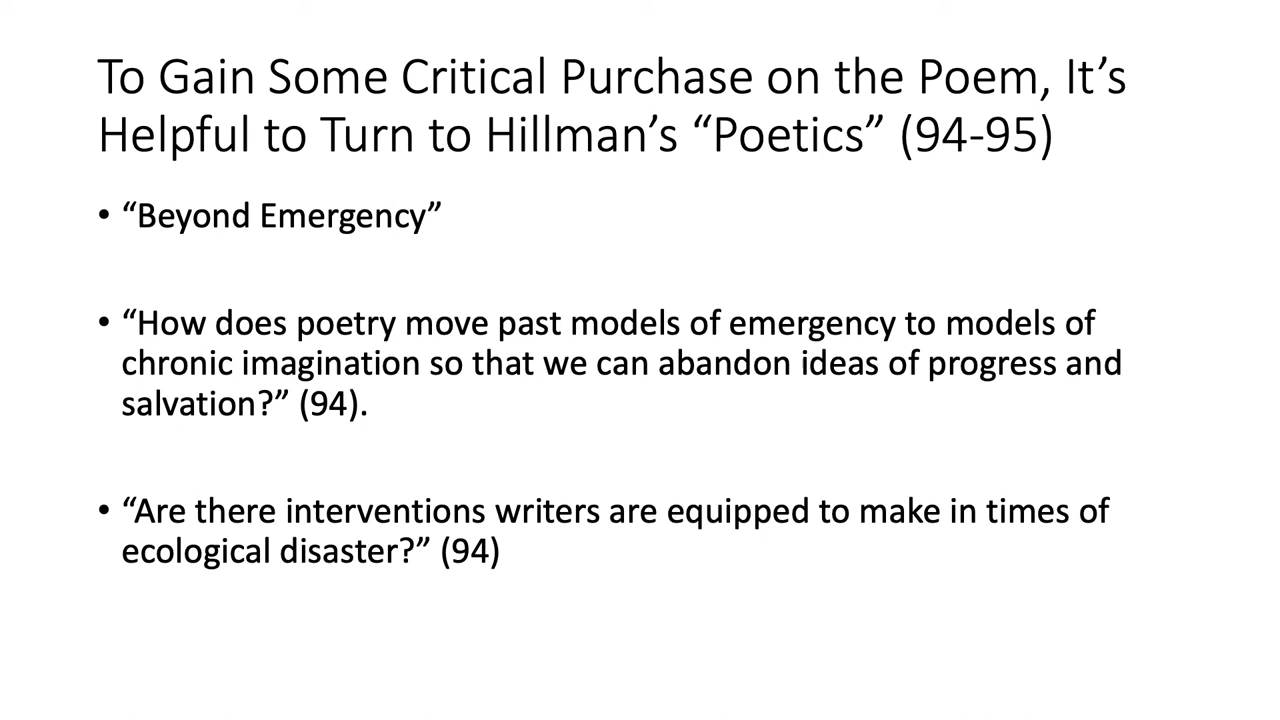 To Gain Some Critical Purchase on the Poem, It’s
Helpful to Turn to Hillman’s “Poetics” (94-95)
• “Beyond Emergency”
• “How does poetry move past models of emergency to models of
chronic imagination so that we can abandon ideas of progress and
salvation?” (94).
• “Are there interventions writers are equipped to make in times of
ecological disaster?” (94)